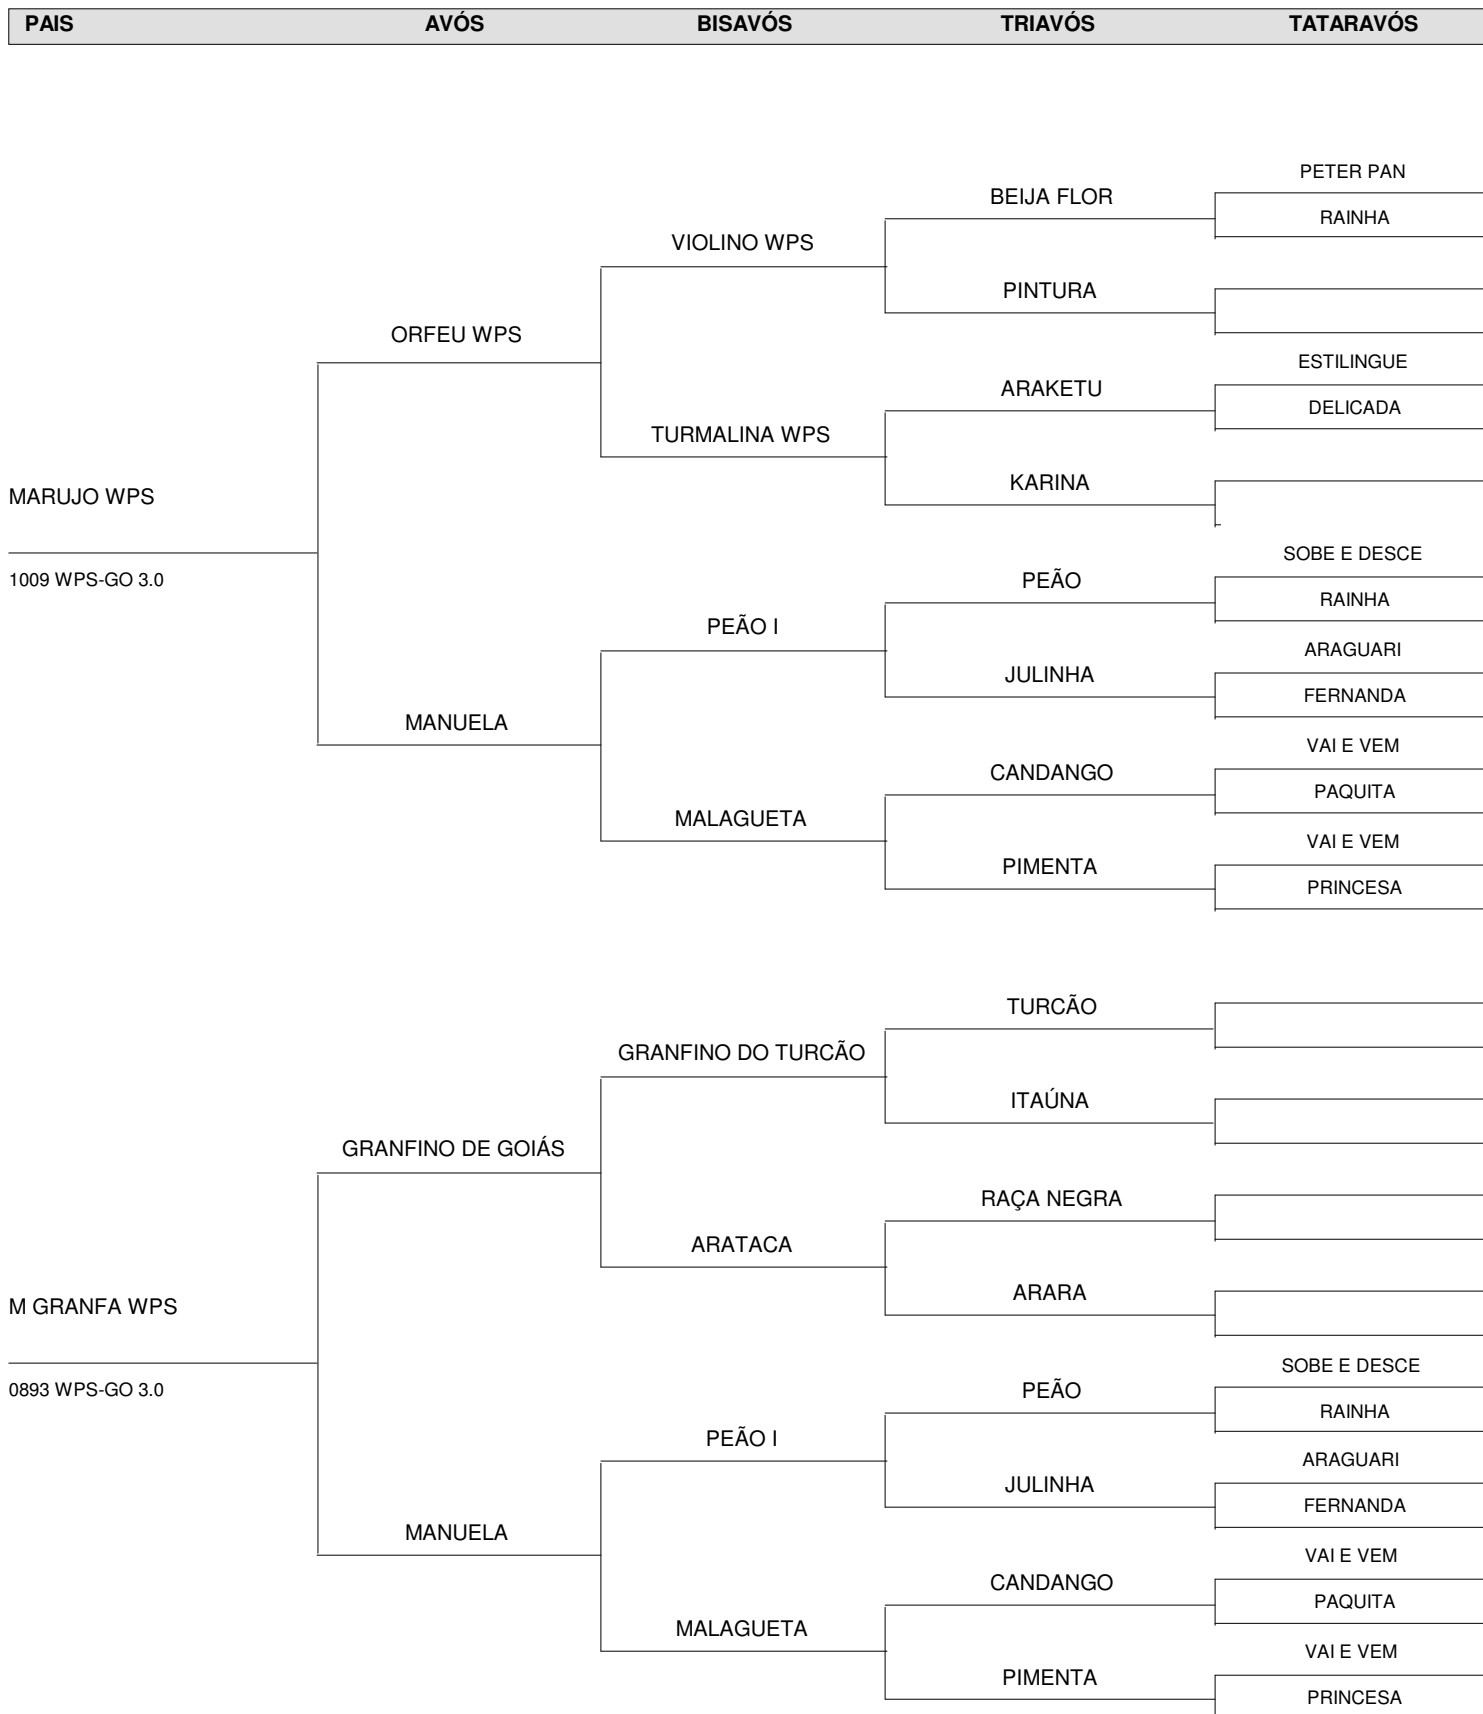 PAIS AVÓS BISAVÓS TRIAVÓS TATARAVÓS
PETER PAN
BEIJA FLOR
RAINHA
VIOLINO WPS
PINTURA
ORFEU WPS
ESTILINGUE
ARAKETU
DELICADA
TURMALINA WPS
KARINA
MARUJO WPS
SOBE E DESCE
1009 WPS-GO 3.0
PEÃO
RAINHA
PEÃO I
ARAGUARI
JULINHA
FERNANDA
MANUELA
VAI E VEM
CANDANGO
PAQUITA
MALAGUETA
VAI E VEM
PIMENTA
PRINCESA
TURCÃO
GRANFINO DO TURCÃO
ITAÚNA
GRANFINO DE GOIÁS
RAÇA NEGRA
ARATACA
ARARA
M GRANFA WPS
SOBE E DESCE
0893 WPS-GO 3.0
PEÃO
RAINHA
PEÃO I
ARAGUARI
JULINHA
FERNANDA
MANUELA
VAI E VEM
CANDANGO
PAQUITA
MALAGUETA
VAI E VEM
PIMENTA
PRINCESA